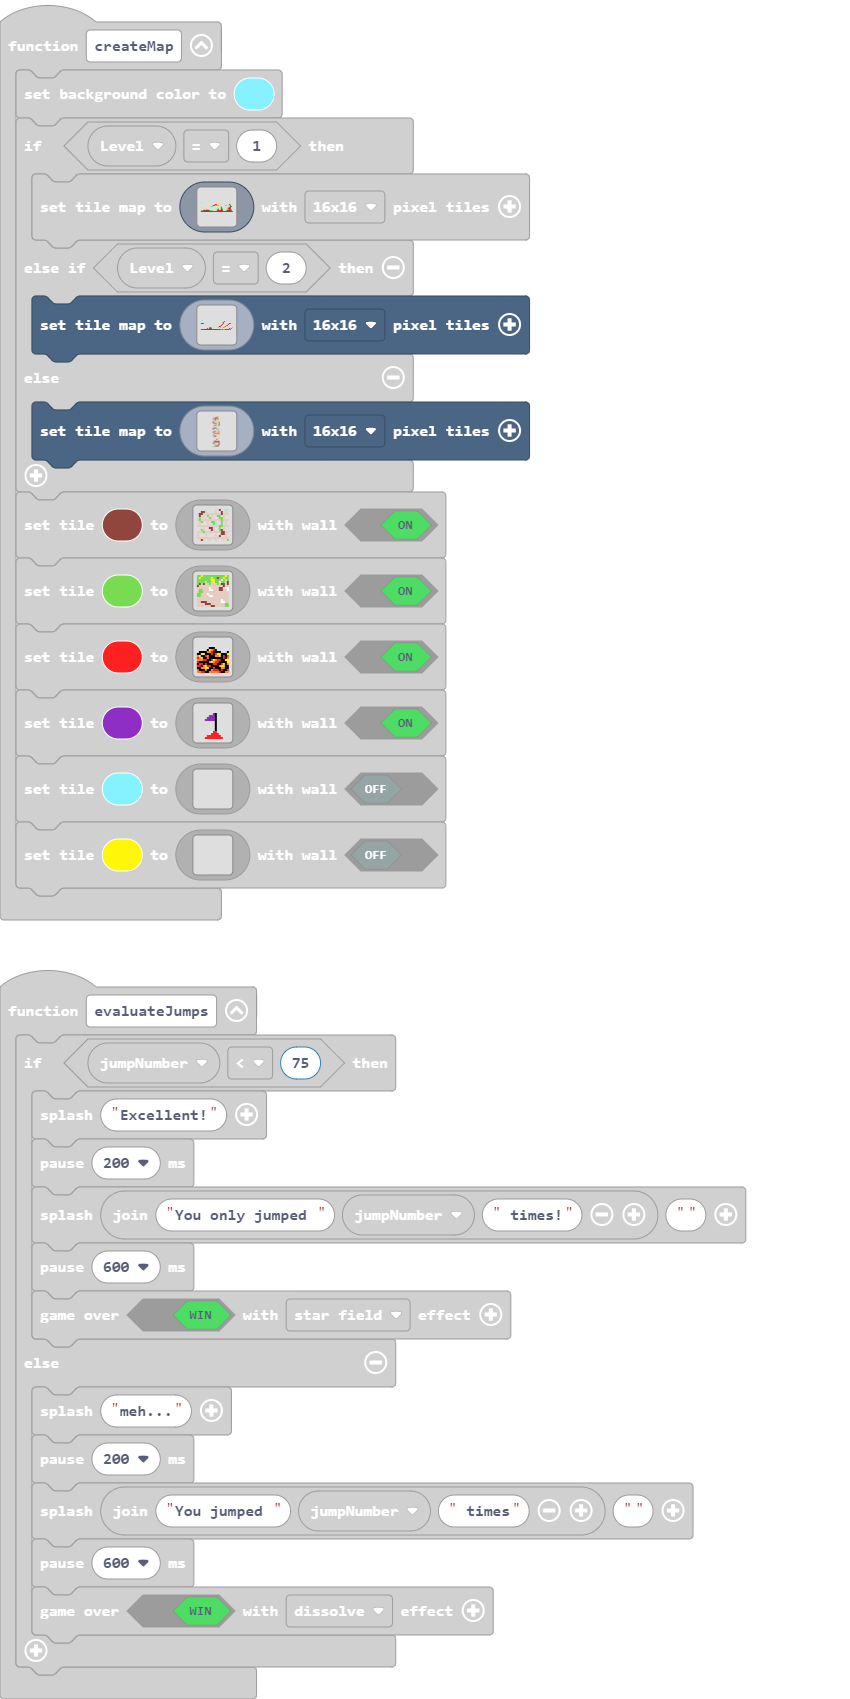 function createMap
set background color to
if Level = 1 then
set tile map to with 16x16 pixel tiles
else if Level = 2 then
set tile map to with 16x16 pixel tiles
else
set tile map to with 16x16 pixel tiles
set tile to with wall ON
set tile to with wall ON
set tile to with wall ON
set tile to with wall ON
set tile to with wall OFF
set tile to with wall OFF
function evaluateJumps
if jumpNumber < 75 then
splash "Excellent!"
pause 200 ms
splash join "You only jumped " jumpNumber " times!" " "
pause 600 ms
game over WIN with star field effect
else
splash "meh..."
pause 200 ms
splash join "You jumped " jumpNumber " times" " "
pause 600 ms
game over WIN with dissolve effect